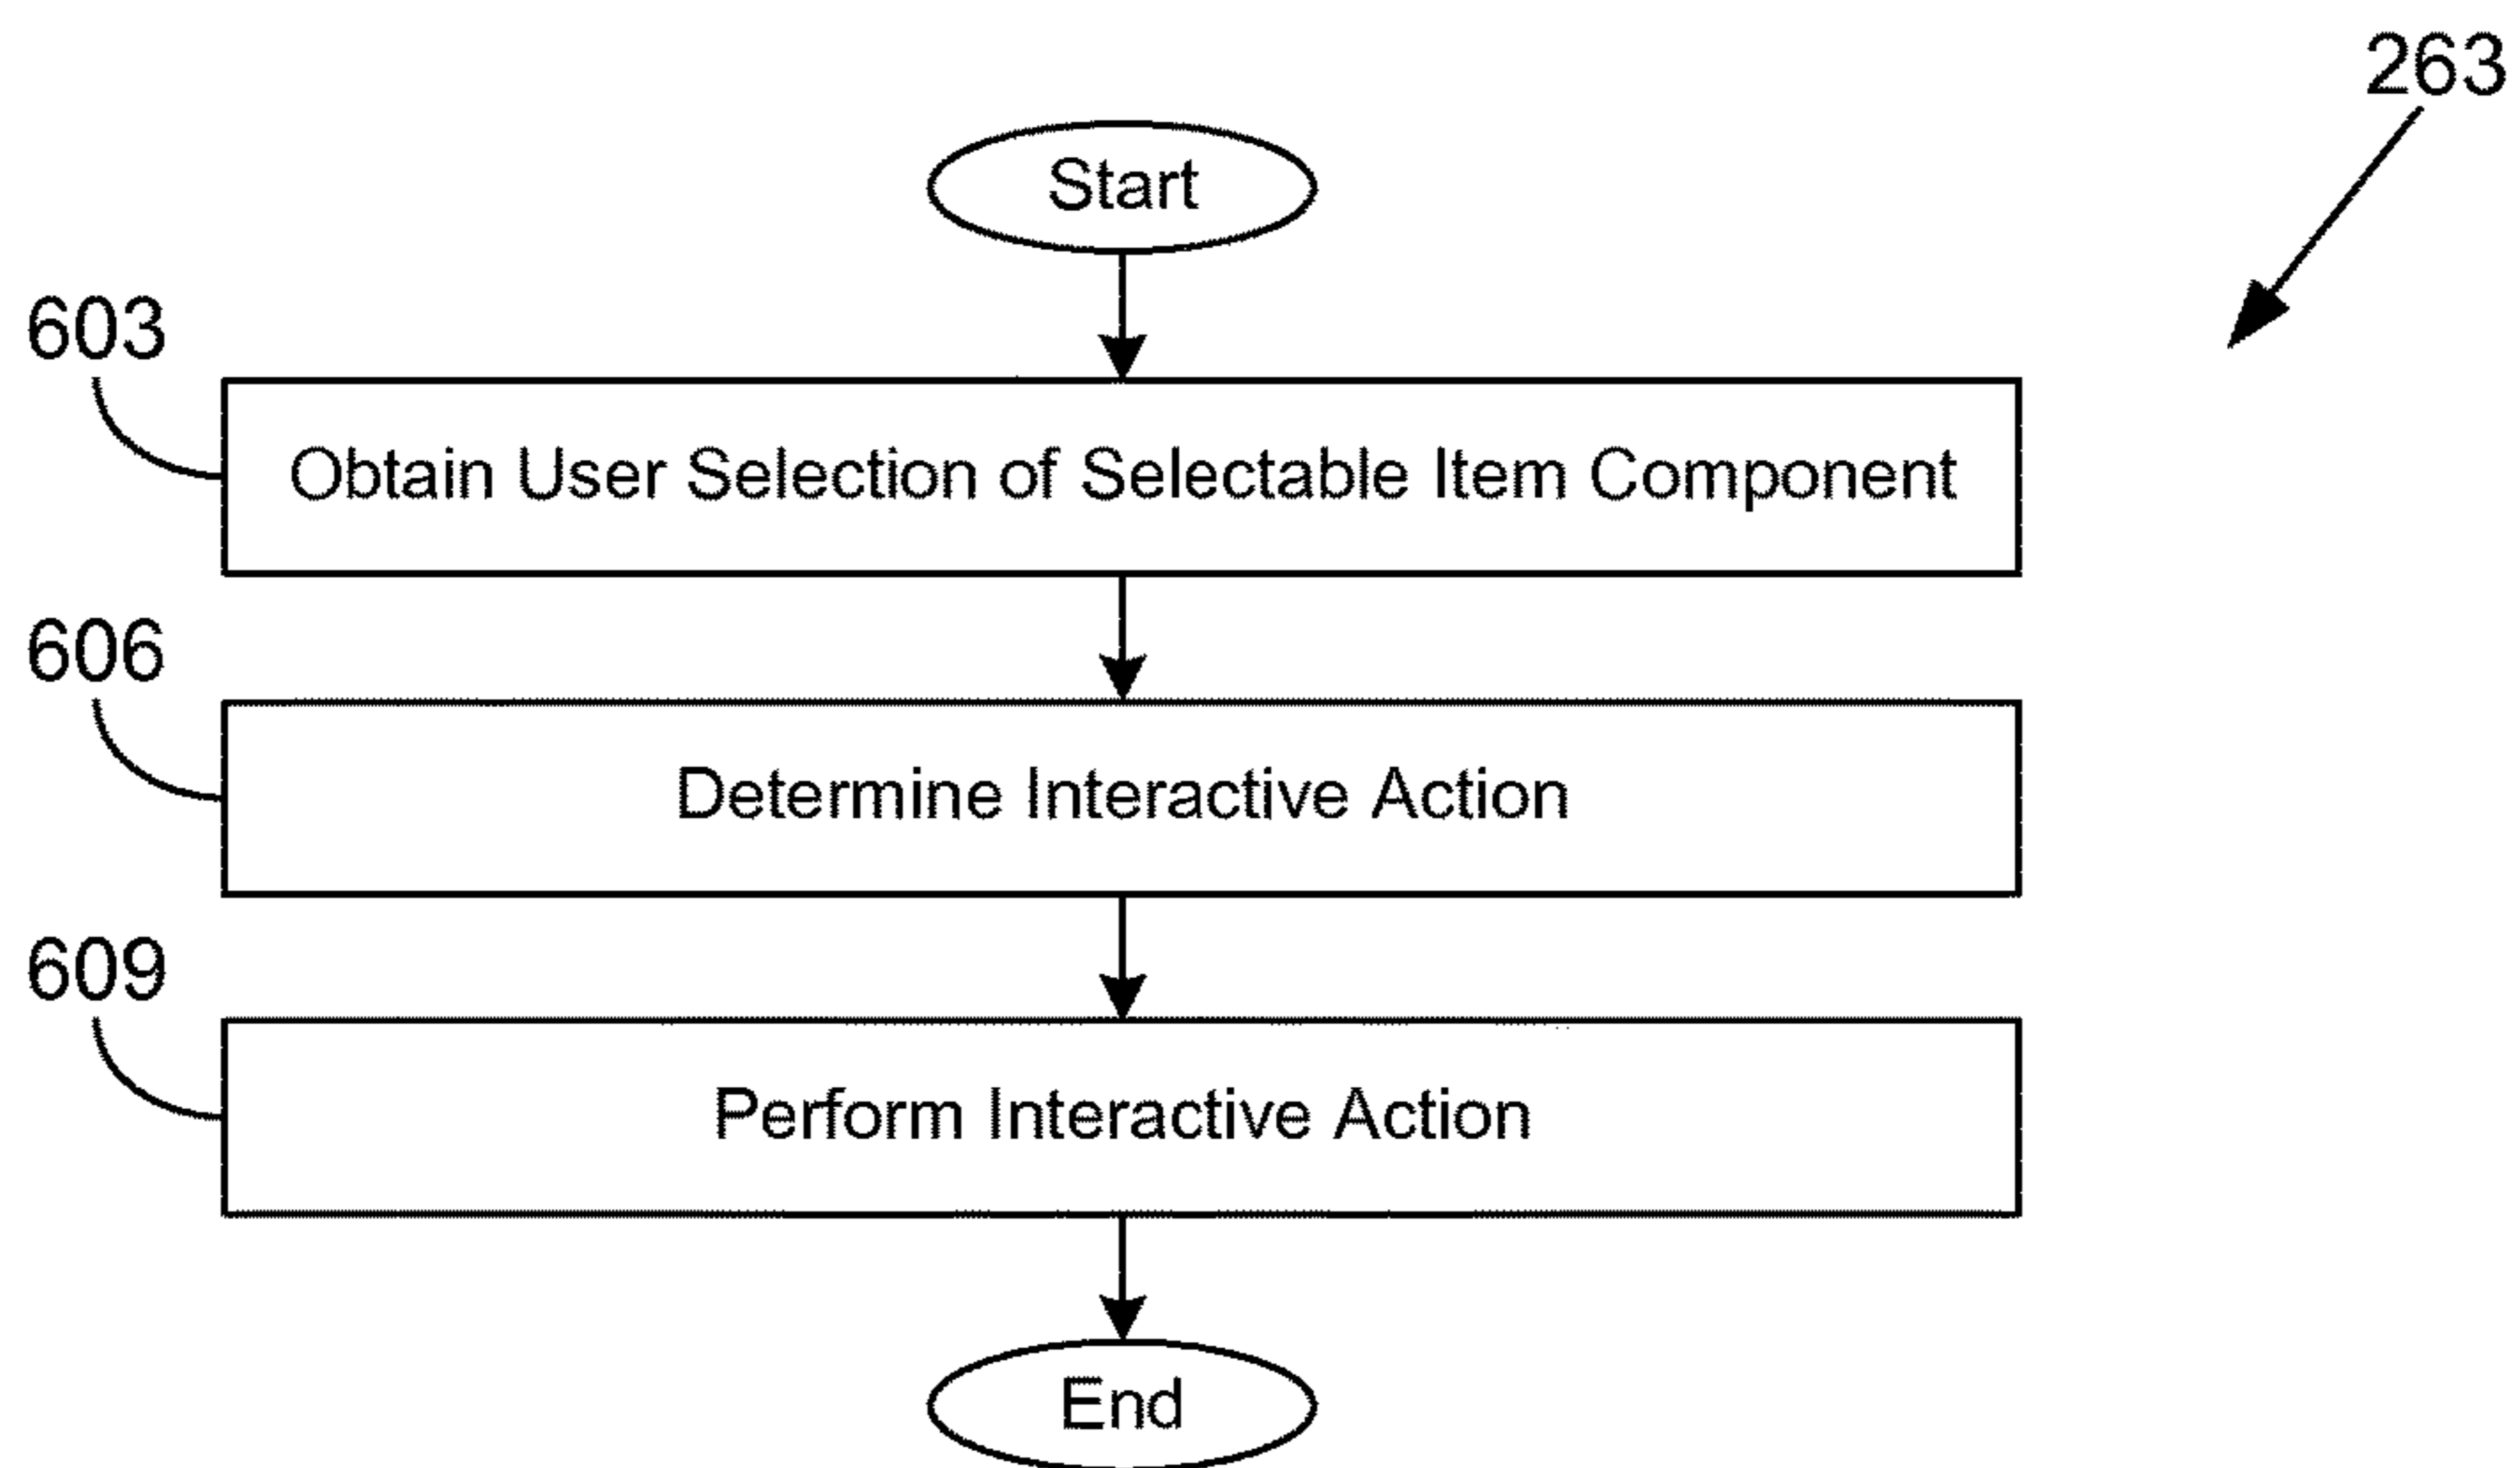 263
Start
603
Obtain User Selection of Selectable Item Component
606
Determine Interactive Action
609
Perform Interactive Action
End